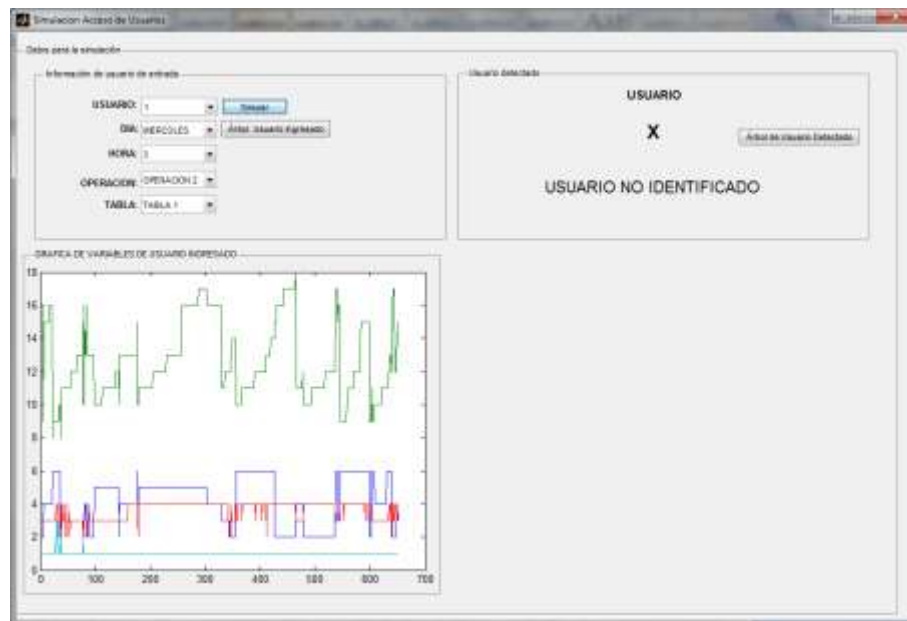 Simulacion Acceso de Usuarios
Datos para la simulación
Información de usuario de entrada
USUARIO: 1
Simular
DIA: MIERCOLES
Arbol Usuario Ingresado
HORA: 3
OPERACION: OPERACION 2
TABLA: TABLA 1
Usuario detectado
USUARIO
X
Arbol de Usuario Detectado
USUARIO NO IDENTIFICADO
GRAFICA DE VARIABLES DE USUARIO INGRESADO
18
16
14
12
10
8
6
4
2
0
0 100 200 300 400 500 600 700